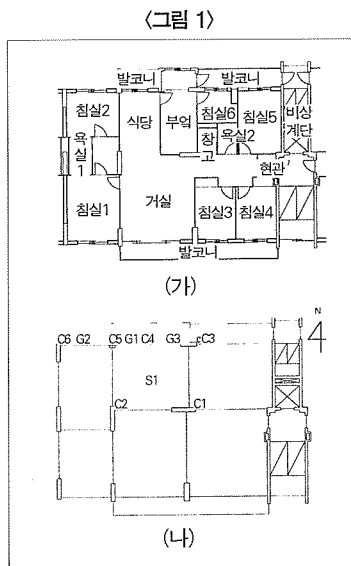 〈그림 1〉
발코니 발코니
침실2 식당 부엌 침실6 침실5 비상계단
욕실1 창고 욕실2
현관
침실1 거실 침실3 침실4
발코니
(가)
N
C6 G2 C5 G1 C4 G3 C3
S1
C2 C1
(나)